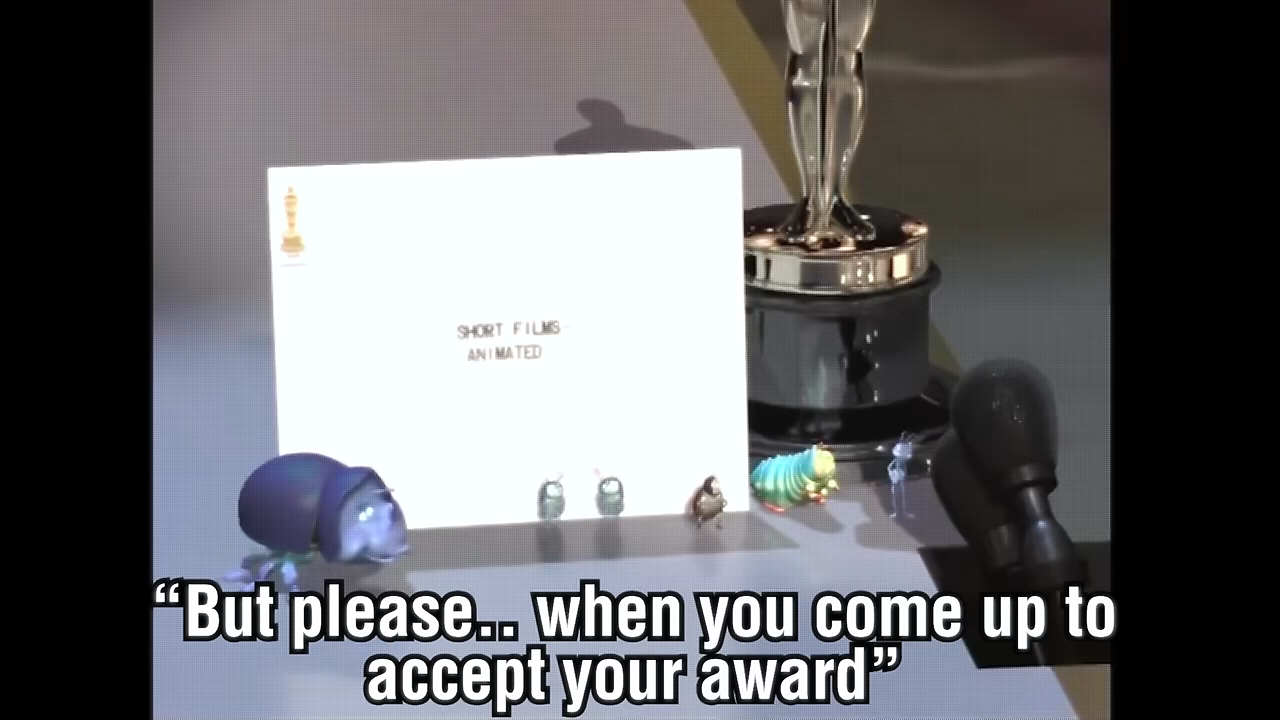 SHORT FILMS-
ANIMATED
“But please.. when you come up to
accept your award”